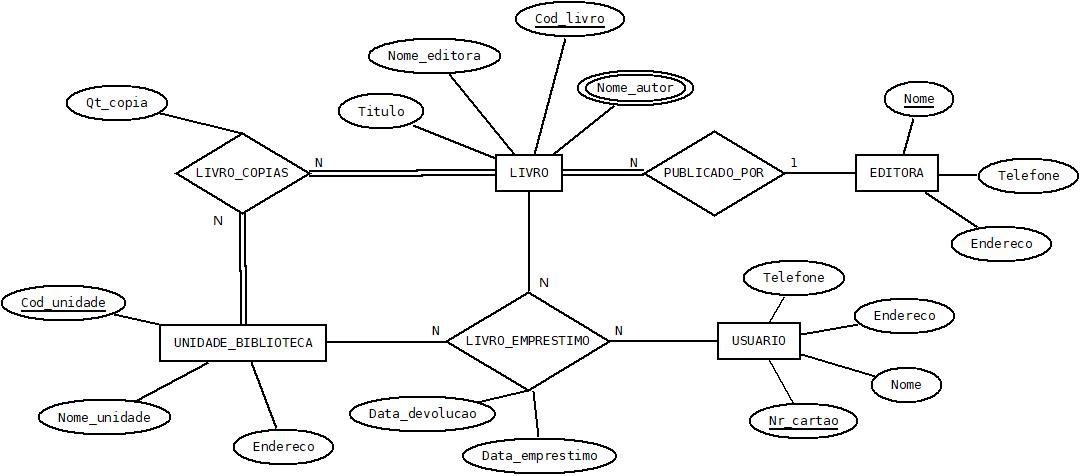 Cod_livro
Nome_editora
Nome_autor
Qt_copia
Titulo
Nome
LIVRO_COPIAS
N
LIVRO
N
PUBLICADO_POR
1
EDITORA
Telefone
N
Endereco
Telefone
N
Cod_unidade
Endereco
UNIDADE_BIBLIOTECA
N
LIVRO_EMPRESTIMO
N
USUARIO
Nome
Nome_unidade
Data_devolucao
Nr_cartao
Endereco
Data_emprestimo